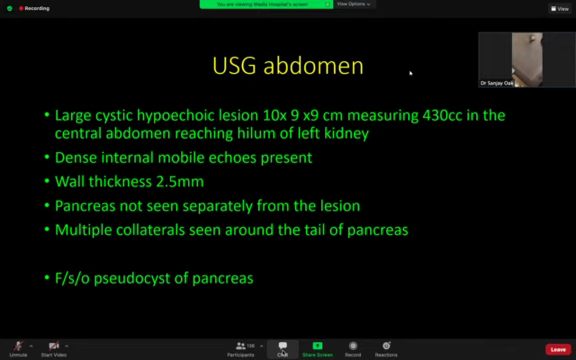 Recording
You are viewing Wadia Hospital's screen
View Options
View
USG abdomen
Dr Sanjay Oak
• Large cystic hypoechoic lesion 10x 9 x9 cm measuring 430cc in the
central abdomen reaching hilum of left kidney
• Dense internal mobile echoes present
• Wall thickness 2.5mm
• Pancreas not seen separately from the lesion
• Multiple collaterals seen around the tail of pancreas
• F/s/o pseudocyst of pancreas
Unmute
Start Video
Participants
Chat
Share Screen
Record
Reactions
Leave